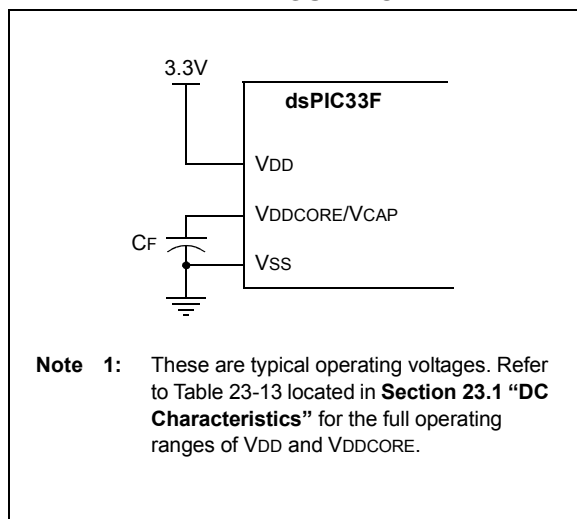 3.3V
dsPIC33F
VDD
VDDCORE/VCAP
CF
VSS
Note 1: These are typical operating voltages. Refer
to Table 23-13 located in Section 23.1 “DC
Characteristics” for the full operating
ranges of VDD and VDDCORE.